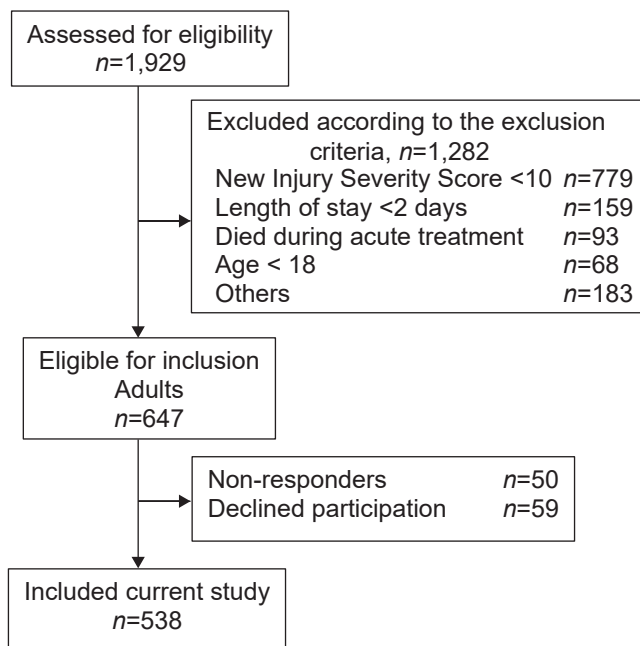 Assessed for eligibility
n=1,929
Excluded according to the exclusion
criteria, n=1,282
New Injury Severity Score <10 n=779
Length of stay <2 days n=159
Died during acute treatment n=93
Age < 18 n=68
Others n=183
Eligible for inclusion
Adults
n=647
Non-responders n=50
Declined participation n=59
Included current study
n=538